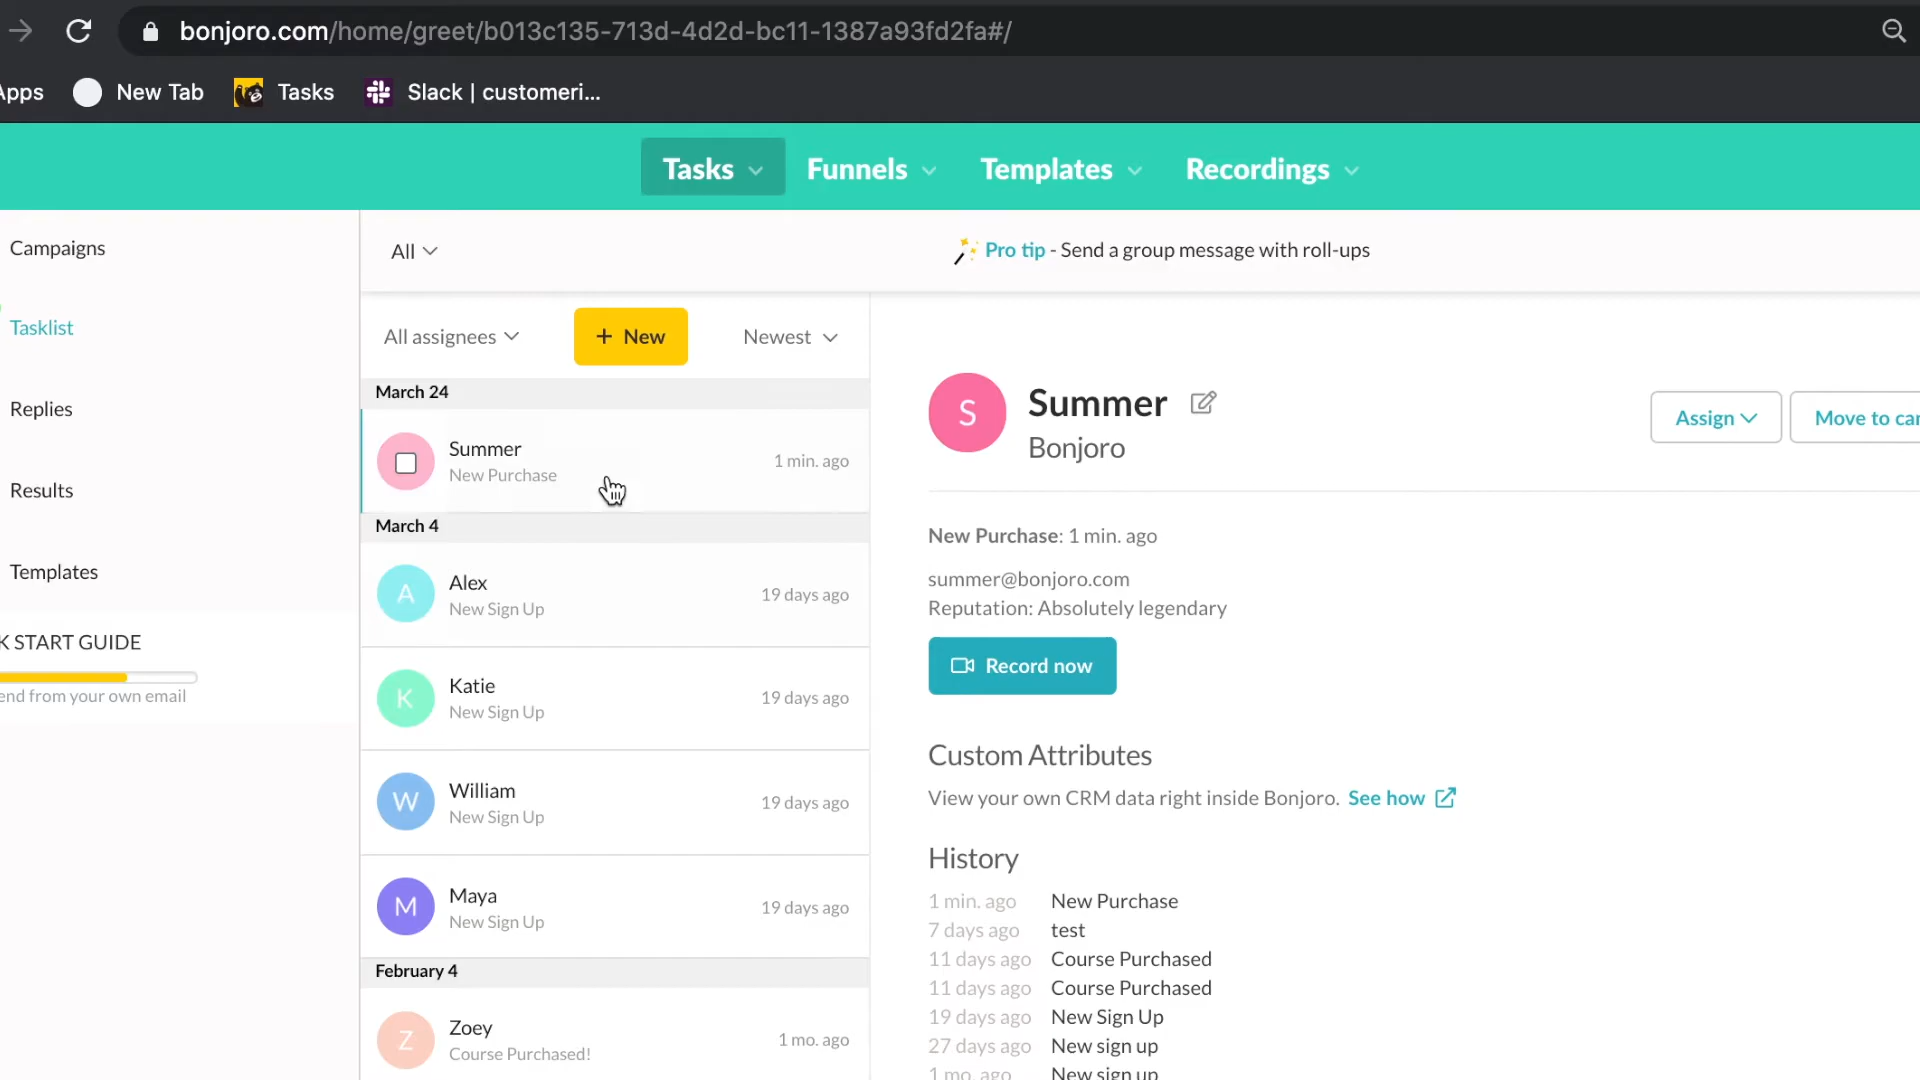 bonjoro.com/home/greet/b013c135-713d-4d2d-bc11-1387a93fd2fa#/
Apps
New Tab
Tasks
Slack | customeri...
Tasks
Funnels
Templates
Recordings
Campaigns
Tasklist
Replies
Results
Templates
K START GUIDE
end from your own email
All
Pro tip - Send a group message with roll-ups
All assignees
+ New
Newest
March 24
Summer
New Purchase
1 min. ago
March 4
A
Alex
New Sign Up
19 days ago
K
Katie
New Sign Up
19 days ago
W
William
New Sign Up
19 days ago
M
Maya
New Sign Up
19 days ago
February 4
Z
Zoey
Course Purchased!
1 mo. ago
S
Summer
Bonjoro
Assign
Move to car
New Purchase: 1 min. ago
summer@bonjoro.com
Reputation: Absolutely legendary
Record now
Custom Attributes
View your own CRM data right inside Bonjoro. See how
History
1 min. ago New Purchase
7 days ago test
11 days ago Course Purchased
11 days ago Course Purchased
19 days ago New Sign Up
27 days ago New sign up
1 mo. ago New sign up